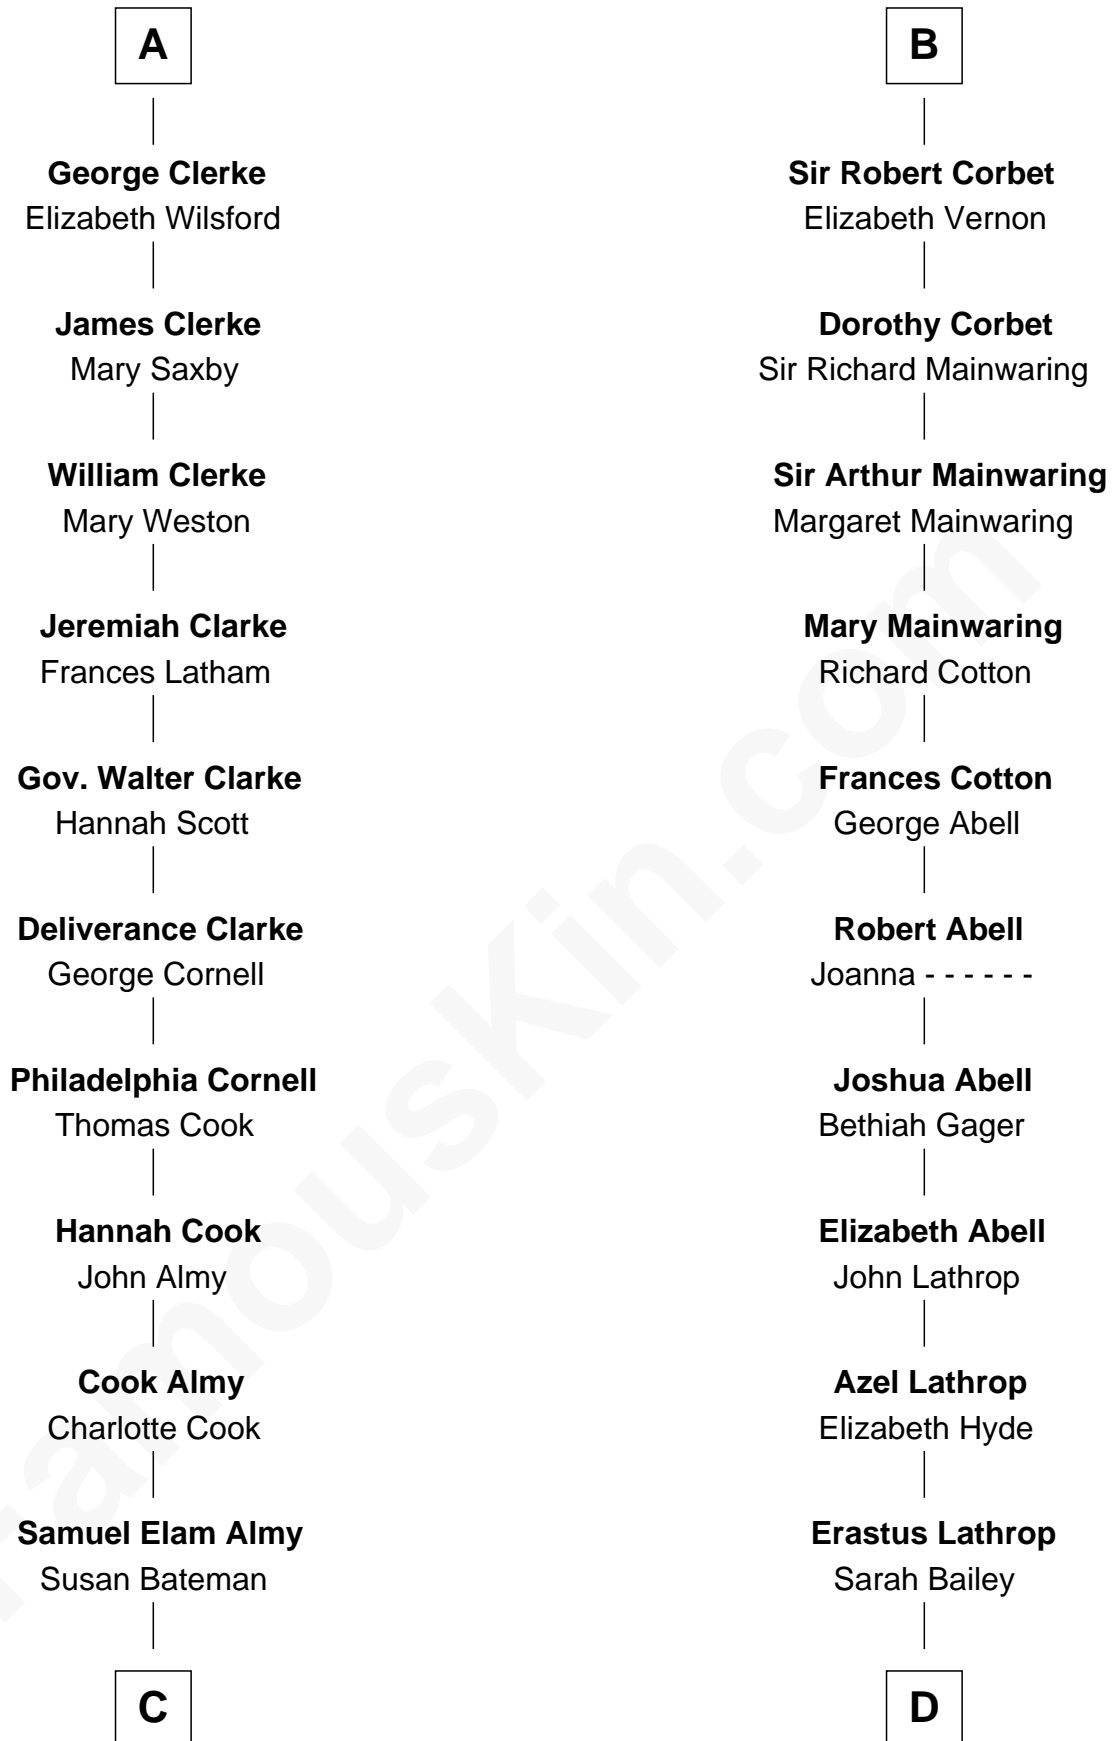 A
George Clerke
Elizabeth Wilsford
James Clerke
Mary Saxby
William Clerke
Mary Weston
Jeremiah Clarke
Frances Latham
Gov. Walter Clarke
Hannah Scott
Deliverance Clarke
George Cornell
Philadelphia Cornell
Thomas Cook
Hannah Cook
John Almy
Cook Almy
Charlotte Cook
Samuel Elam Almy
Susan Bateman
C
B
Sir Robert Corbet
Elizabeth Vernon
Dorothy Corbet
Sir Richard Mainwaring
Sir Arthur Mainwaring
Margaret Mainwaring
Mary Mainwaring
Richard Cotton
Frances Cotton
George Abell
Robert Abell
Joanna - - - - - -
Joshua Abell
Bethiah Gager
Elizabeth Abell
John Lathrop
Azel Lathrop
Elizabeth Hyde
Erastus Lathrop
Sarah Bailey
D
FamousKin.com